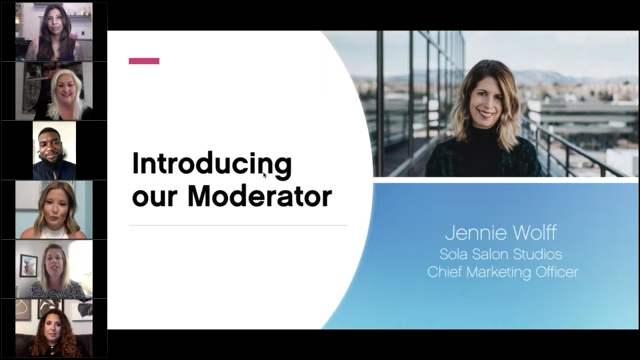 Introducing
our Moderator
Jennie Wolff
Sola Salon Studios
Chief Marketing Officer